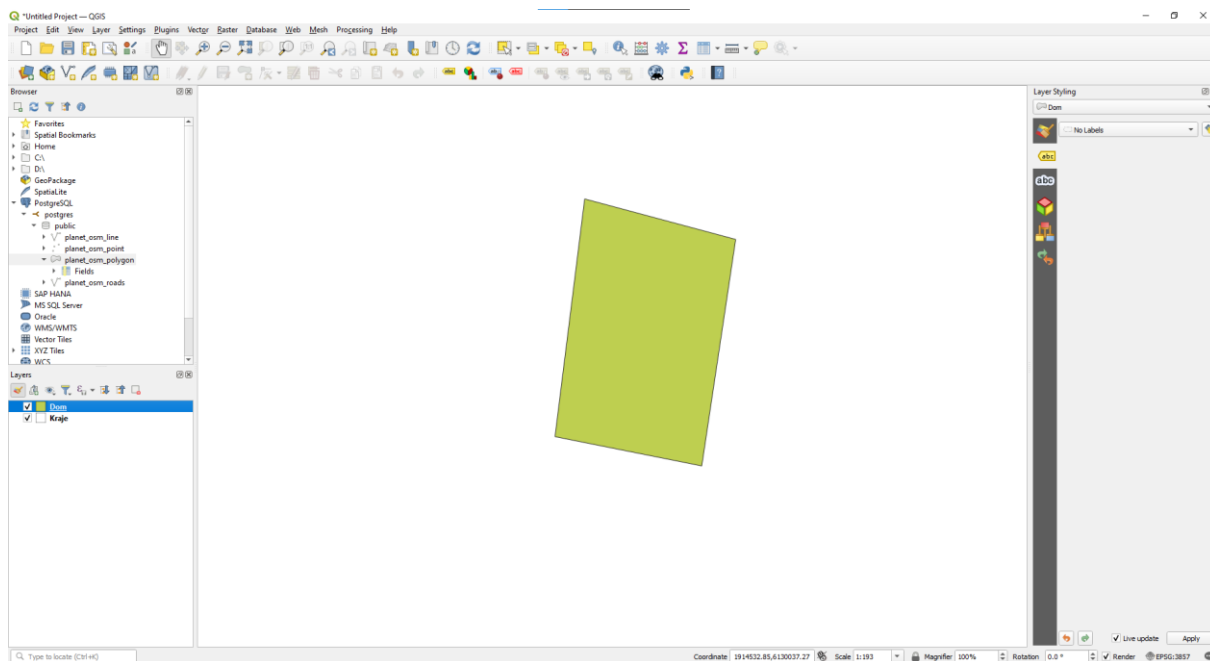 *Untitled Project — QGIS
Project Edit View Layer Settings Plugins Vector Raster Database Web Mesh Processing Help
Browser
Favorites
Spatial Bookmarks
Home
C:\
D:\
GeoPackage
SpatiaLite
PostgreSQL
postgres
public
planet_osm_line
planet_osm_point
planet_osm_polygon
Fields
planet_osm_roads
SAP HANA
MS SQL Server
Oracle
WMS/WMTS
Vector Tiles
XYZ Tiles
WCS
Layers
Dom
Kraje
Layer Styling
Dom
No Labels
abc
abc
Live update Apply
Type to locate (Ctrl+K) Coordinate 1914532.85,6130037.27 Scale 1:193 Magnifier 100% Rotation 0.0 ° Render EPSG:3857